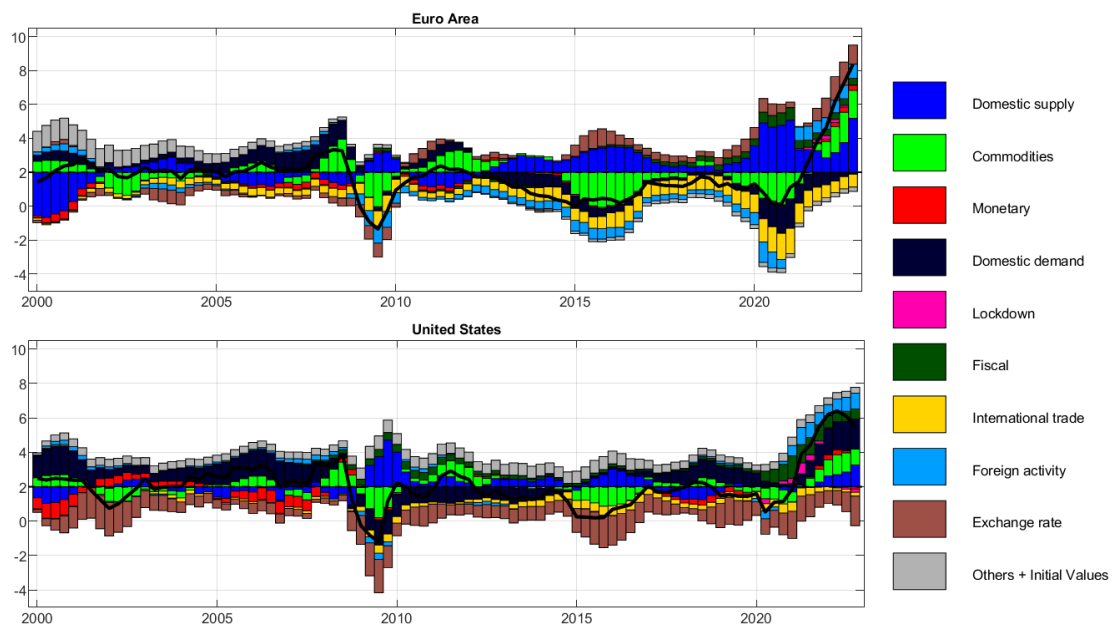 Euro Area
10
8
6
4
2
0
-2
-4
2000 2005 2010 2015 2020
United States
10
8
6
4
2
0
-2
-4
2000 2005 2010 2015 2020
Domestic supply
Commodities
Monetary
Domestic demand
Lockdown
Fiscal
International trade
Foreign activity
Exchange rate
Others + Initial Values